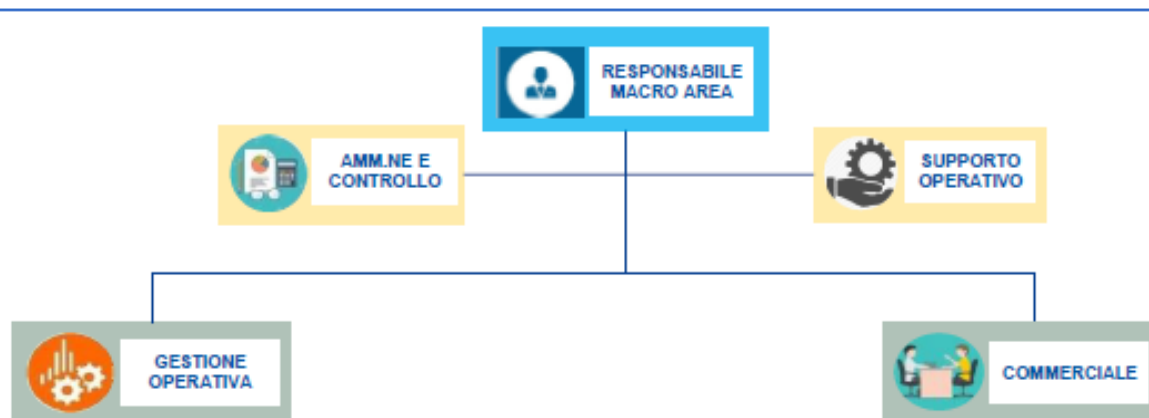 RESPONSABILE
MACRO AREA
AMM.NE E
CONTROLLO
SUPPORTO
OPERATIVO
GESTIONE
OPERATIVA
COMMERCIALE